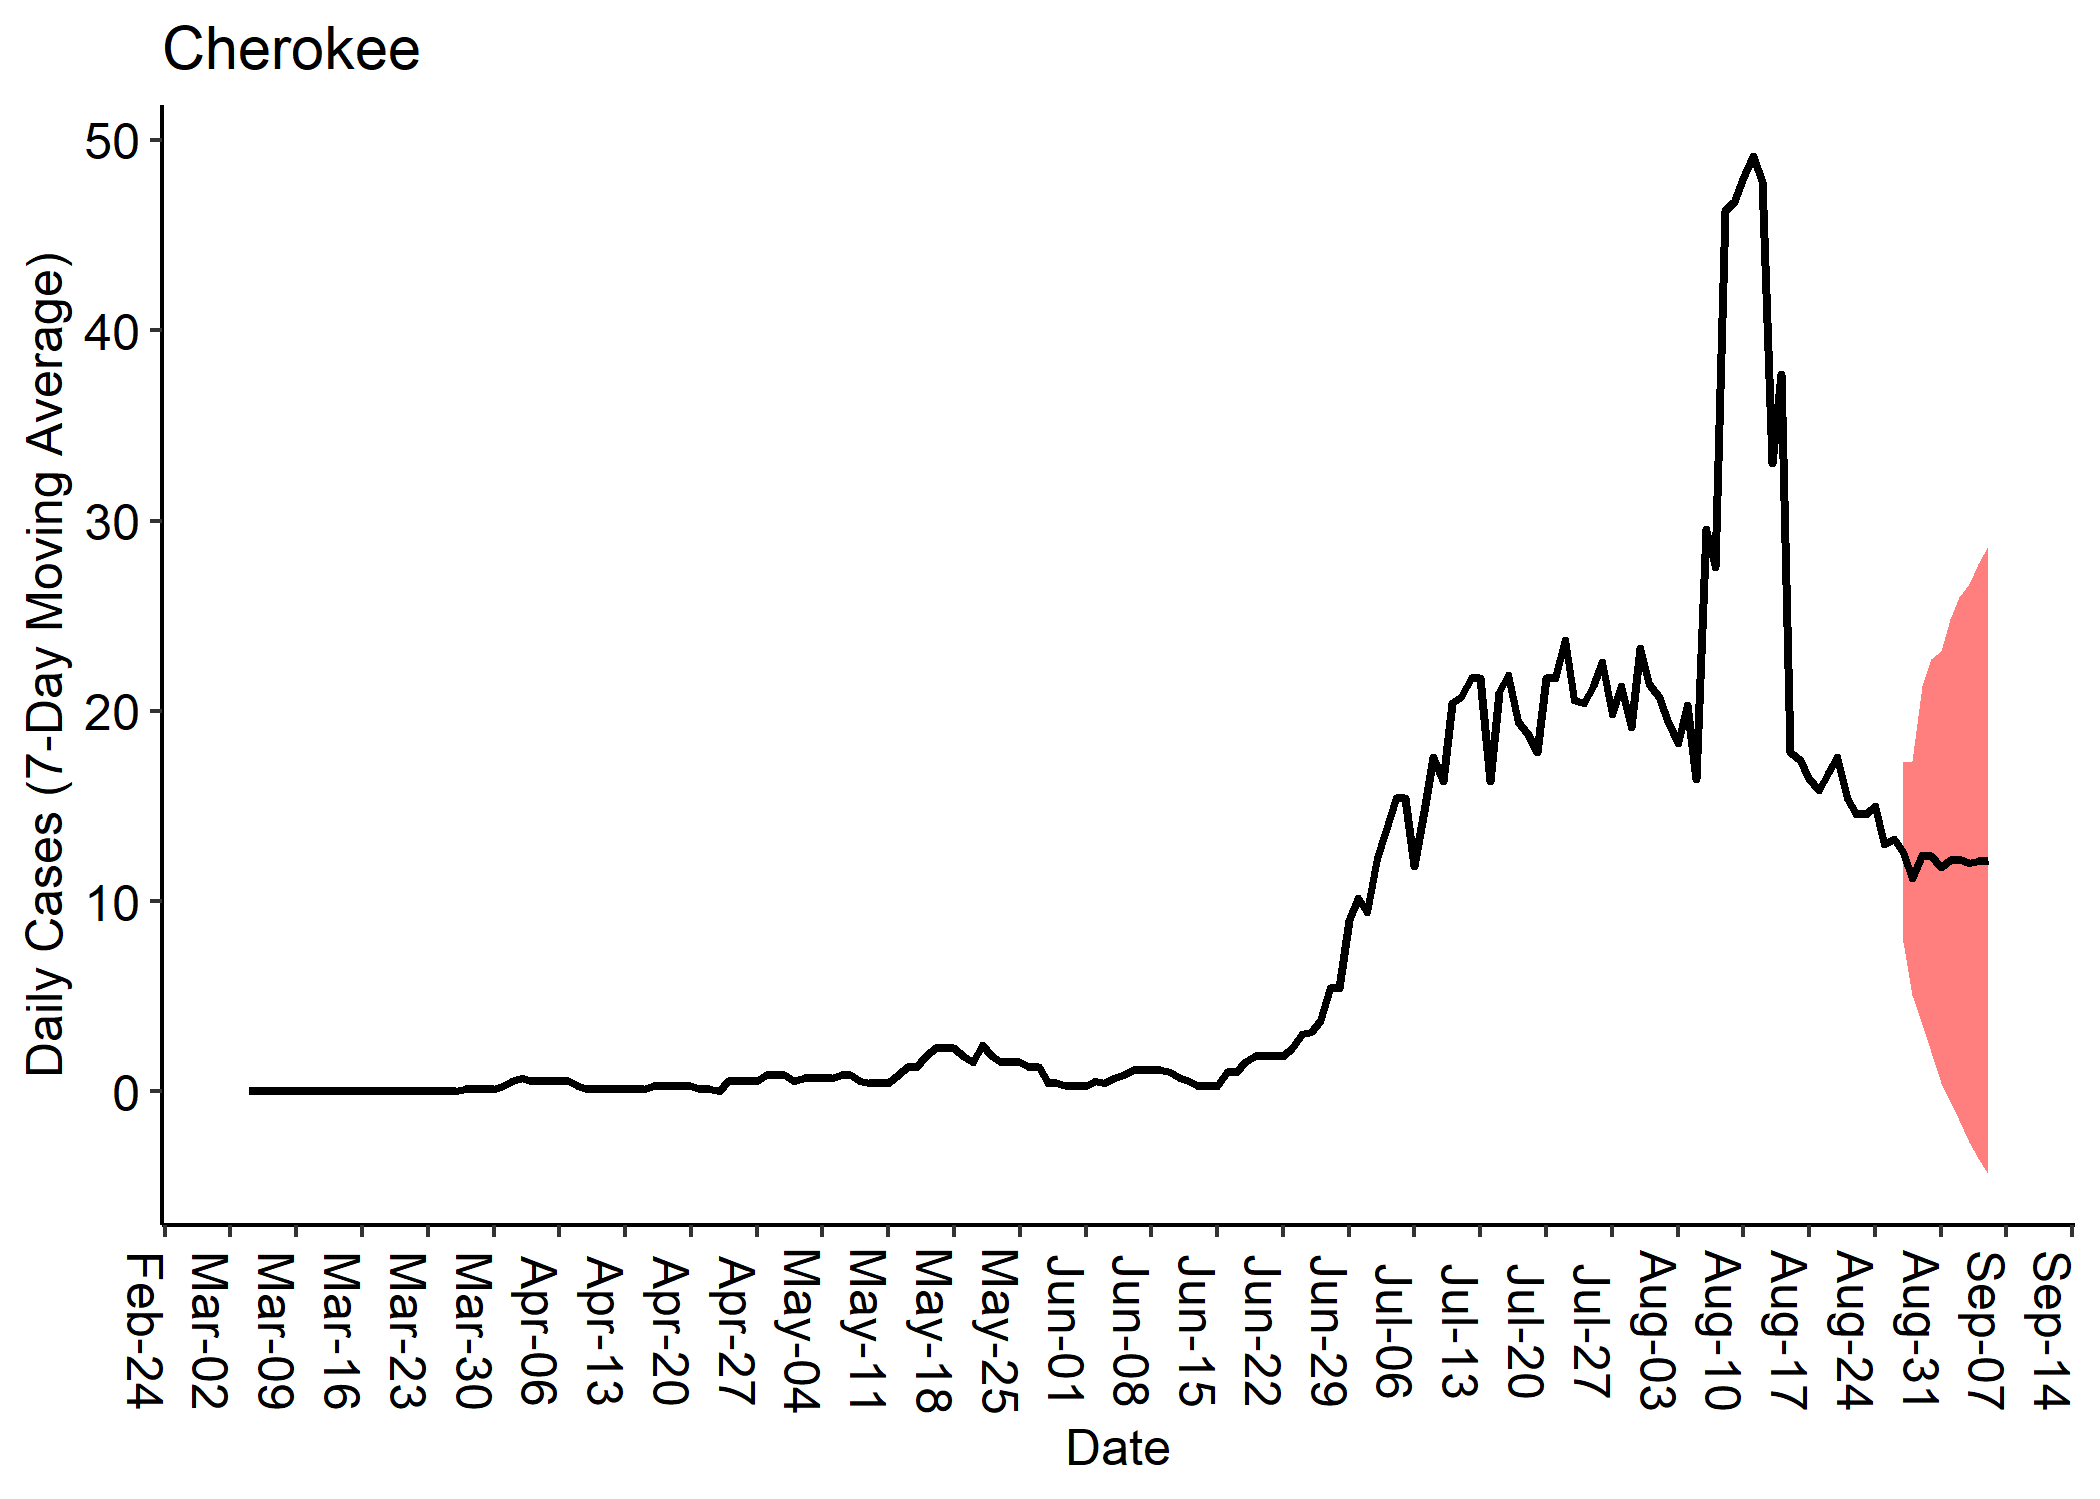 Cherokee
Daily Cases (7-Day Moving Average)
50
40
30
20
10
0
Feb-24
Mar-02
Mar-09
Mar-16
Mar-23
Mar-30
Apr-06
Apr-13
Apr-20
Apr-27
May-04
May-11
May-18
May-25
Jun-01
Jun-08
Jun-15
Jun-22
Jun-29
Jul-06
Jul-13
Jul-20
Jul-27
Aug-03
Aug-10
Aug-17
Aug-24
Aug-31
Sep-07
Sep-14
Date